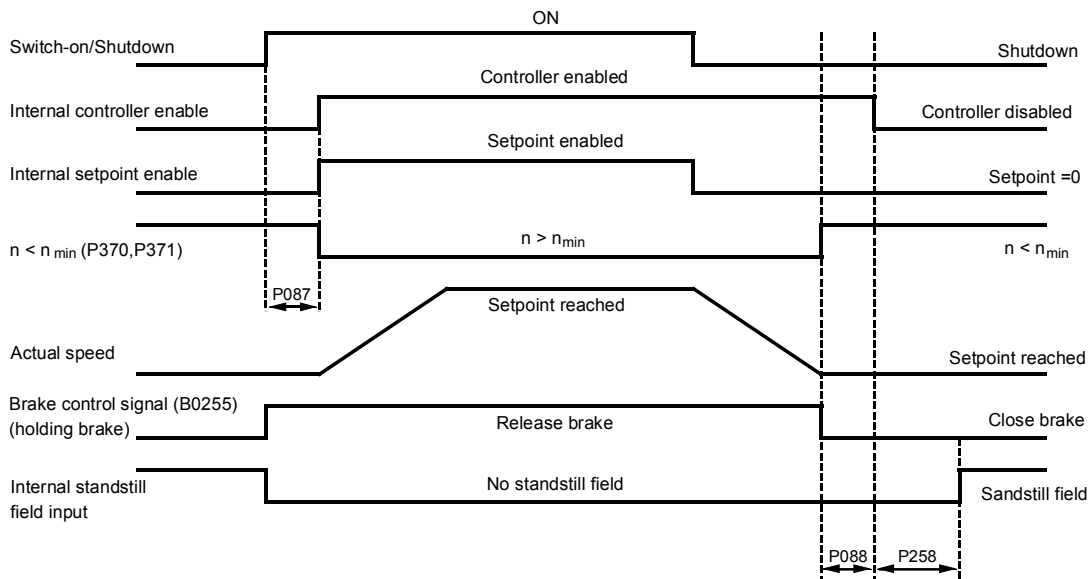 ON
Switch-on/Shutdown
Shutdown
Controller enabled
Internal controller enable
Controller disabled
Setpoint enabled
Internal setpoint enable
Setpoint =0
n < n min (P370,P371)
n > nmin
n < nmin
P087
Setpoint reached
Actual speed
Setpoint reached
Brake control signal (B0255)
(holding brake)
Release brake
Close brake
Internal standstill
field input
No standstill field
Sandstill field
P088
P258